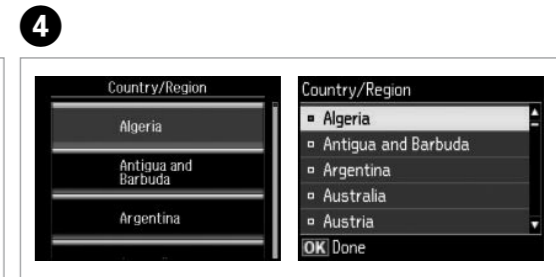 4
Country/Region
Algeria
Antigua and
Barbuda
Argentina
Country/Region
Algeria
Antigua and Barbuda
Argentina
Australia
Austria
OK Done